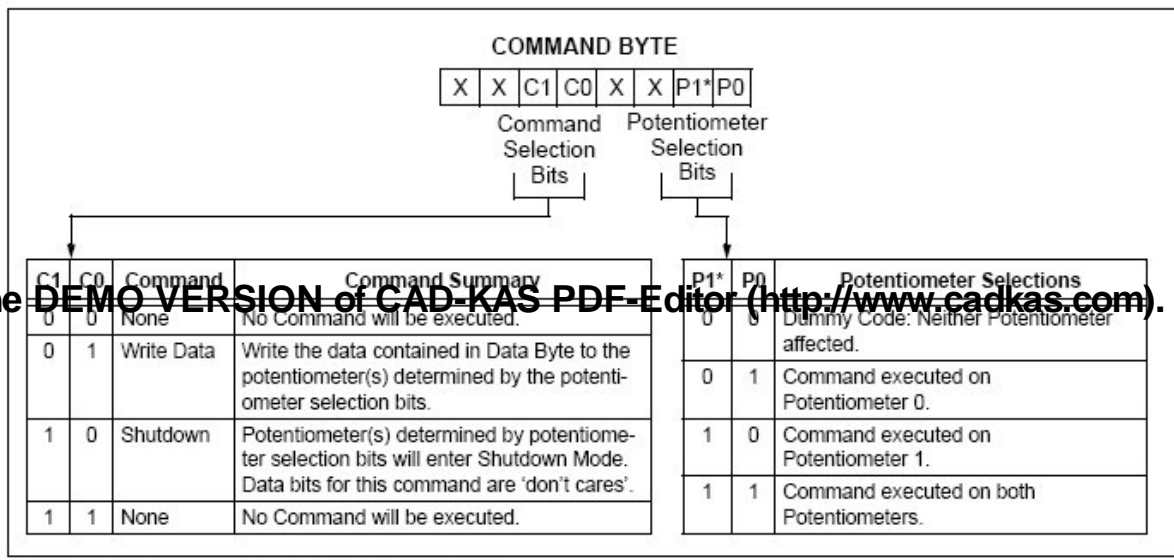 COMMAND BYTE
X X C1 C0 X X P1* P0
Command
Selection
Bits
Potentiometer
Selection
Bits
C1 C0 Command Command Summary
0 0 None No Command will be executed.
0 1 Write Data Write the data contained in Data Byte to the
potentiometer(s) determined by the potenti-
ometer selection bits.
1 0 Shutdown Potentiometer(s) determined by potentiome-
ter selection bits will enter Shutdown Mode.
Data bits for this command are 'don't cares'.
1 1 None No Command will be executed.
P1* P0 Potentiometer Selections
0 0 Dummy Code: Neither Potentiometer
affected.
0 1 Command executed on
Potentiometer 0.
1 0 Command executed on
Potentiometer 1.
1 1 Command executed on both
Potentiometers.
DEMO VERSION of CAD-KAS PDF-Editor (http://www.cadkas.com).